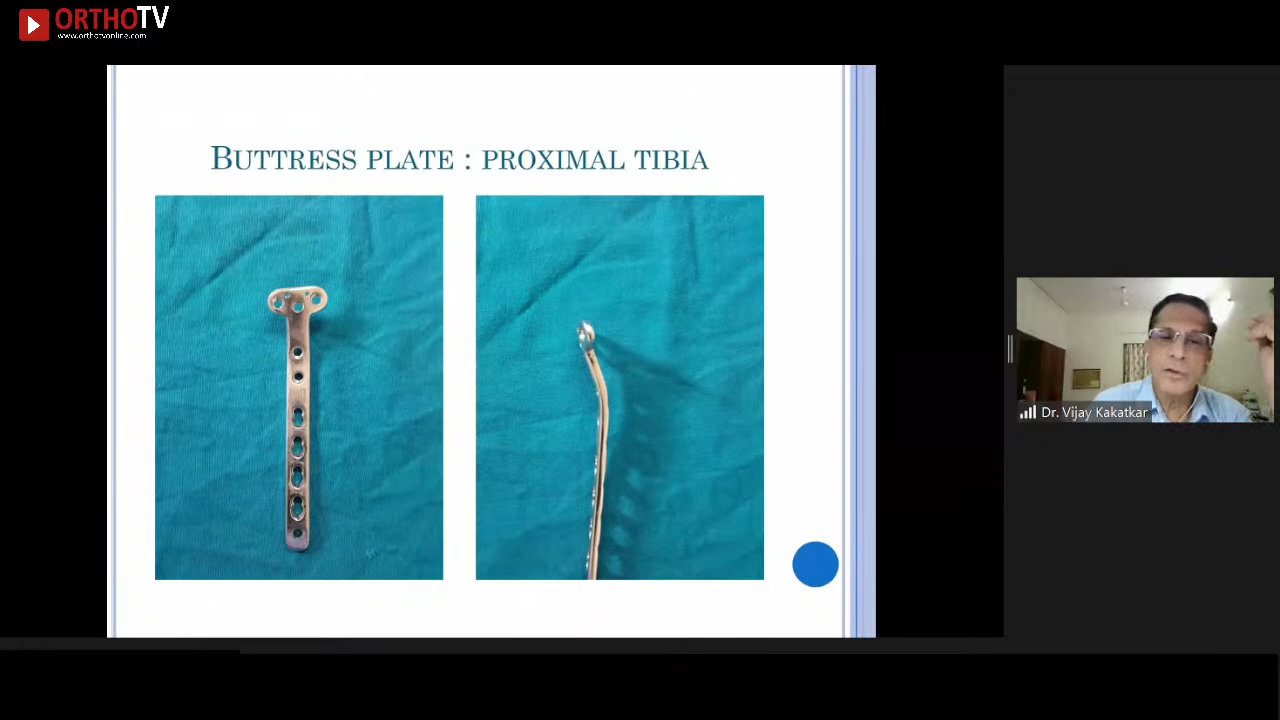 ORTHOTV
www.orthotvonline.com
BUTTRESS PLATE : PROXIMAL TIBIA
Dr. Vijay Kakatkar